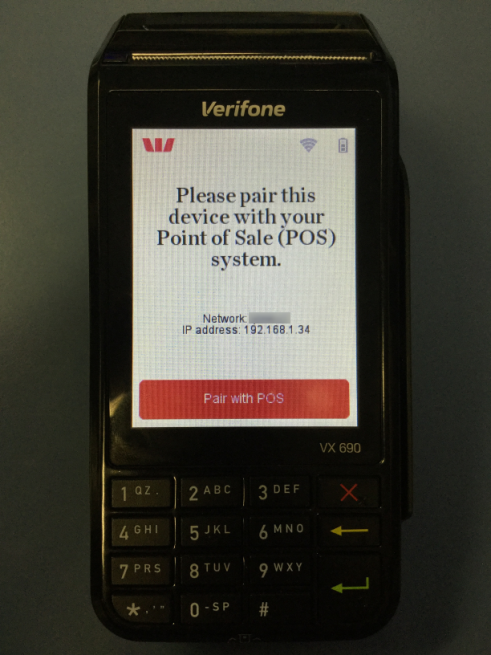 Verifone
Please pair this
device with your
Point of Sale (POS)
system.
Network:
IP address: 192.168.1.34
Pair with POS
VX 690
1 QZ. 2 ABC 3 DEF
4 GHI 5 JKL 6 MNO
7 PRS 8 TUV 9 WXY
* .'" 0 -SP #